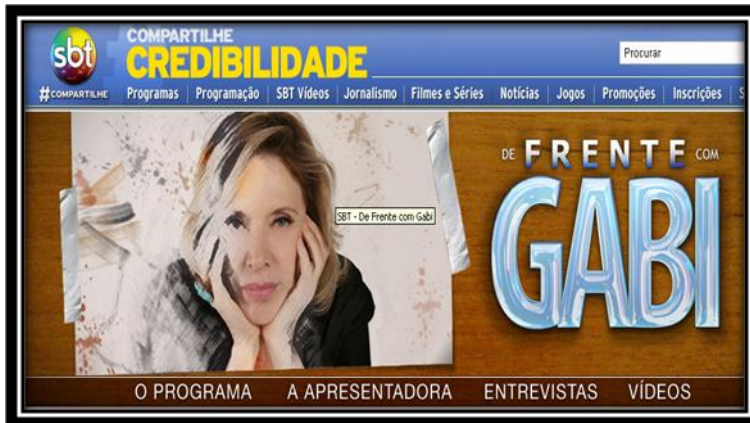 sbt
COMPARTILHE
CREDIBILIDADE
Procurar
#COMPARTILHE Programas Programação SBT Vídeos Jornalismo Filmes e Séries Notícias Jogos Promoções Inscrições S
DE FRENTE COM
GABI
SBT - De Frente com Gabi
O PROGRAMA A APRESENTADORA ENTREVISTAS VÍDEOS